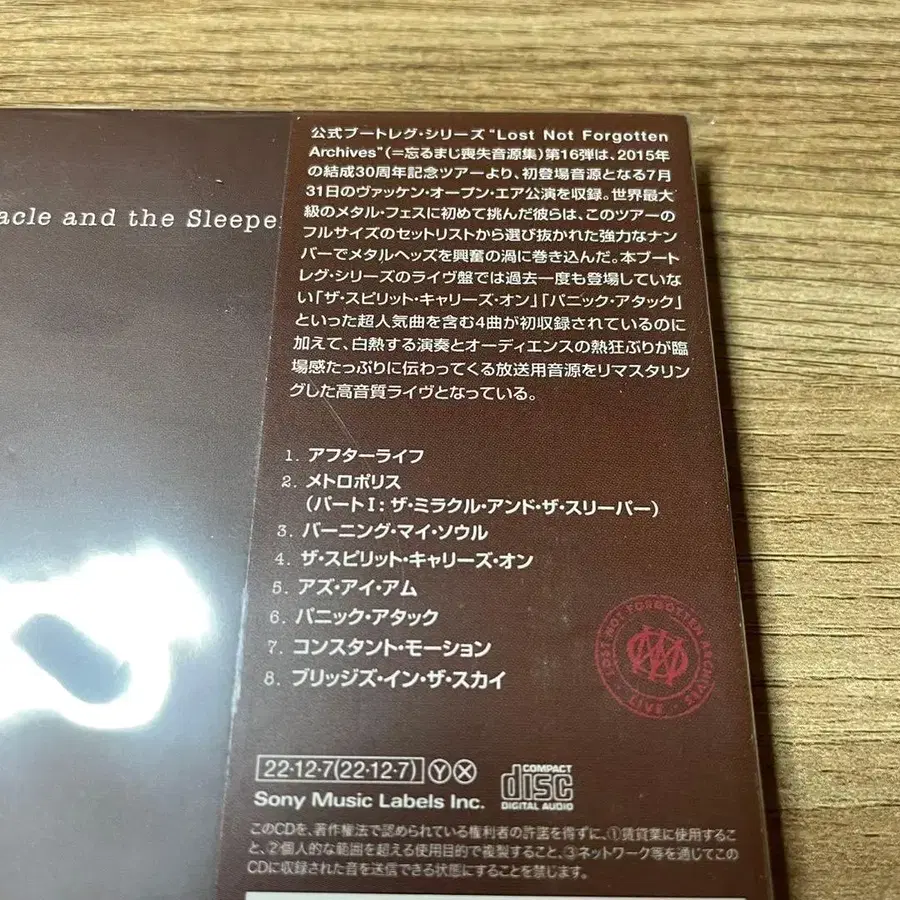 acle and the Sleepe
公式ブートレグ・シリーズ"Lost Not Forgotten
Archives"(=忘るまじ喪失音源集)第16弾は、2015年
の結成30周年記念ツアーより、初登場音源となる7月
31日のヴァッケン・オープン・エア公演を収録。世界最大
級のメタル・フェスに初めて挑んだ彼らは、このツアーの
フルサイズのセットリストから選び抜かれた強力なナン
バーでメタルヘッズを興奮の渦に巻き込んだ。本ブート
レグ・シリーズのライヴ盤では過去一度も登場していな
い「ザ・スピリット・キャリーズ・オン」「パニック・アタック」
といった超人気曲を含む4曲が初収録されているのに
加えて、白熱する演奏とオーディエンスの熱狂ぶりが臨
場感たっぷりに伝わってくる放送用音源をリマスタリン
グした高音質ライヴとなっている。
1. アフターライフ
2. メトロポリス
(パートI: ザ・ミラクル・アンド・ザ・スリーパー)
3. バーニング・マイ・ソウル
4. ザ・スピリット・キャリーズ・オン
5. アズ・アイ・アム
6. パニック・アタック
7. コンスタント・モーション
8. ブリッジズ・イン・ザ・スカイ
LOST NOT FORGOTTEN ARCHIVES
LIVE
22・12・7(22・12・7) Ⓨ Ⓧ
COMPACT
disc
DIGITAL AUDIO
Sony Music Labels Inc.
このCDを、著作権法で認められている権利者の許諾を得ずに、①賃貸業に使用するこ
と、②個人的な範囲を超える使用目的で複製すること、③ネットワーク等を通じてこの
CDに収録された音を送信できる状態にすることを禁じます。